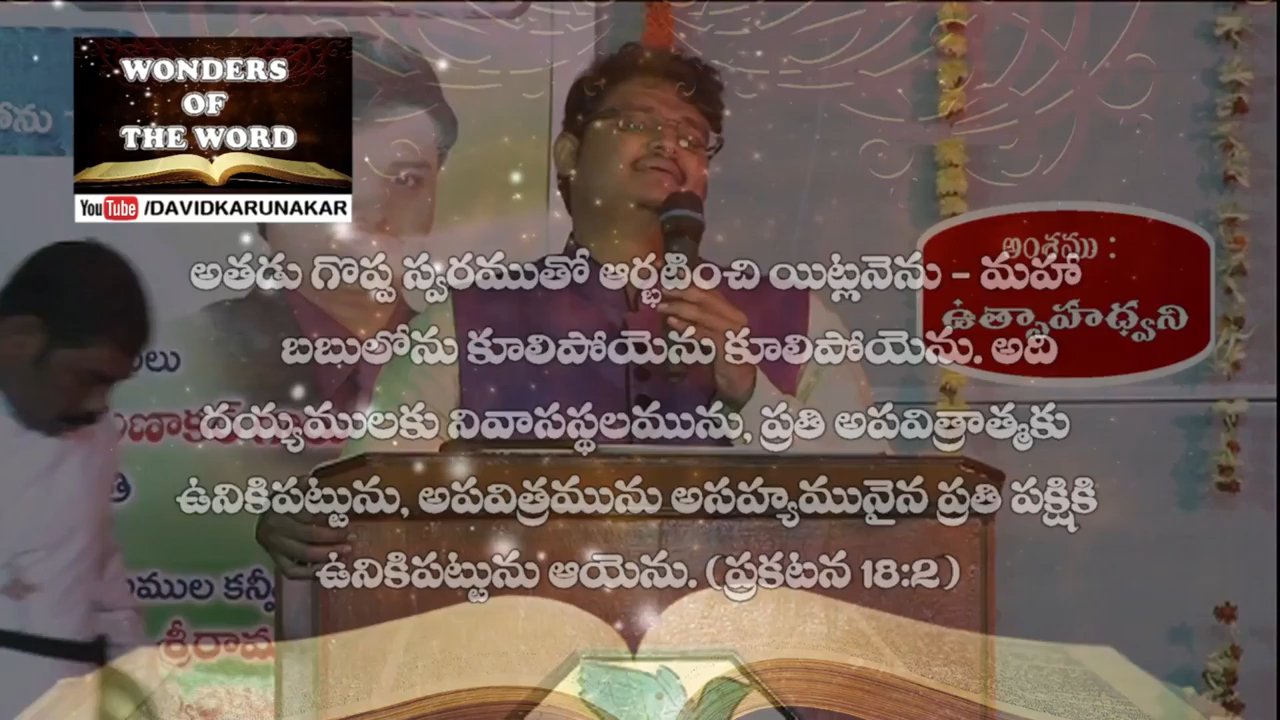 WONDERS
OF
THE WORD
YouTube /DAVIDKARUNAKAR
అంశము :
ఉత్సాహధ్వని
అతడు గొప్ప స్వరముతో ఆర్భటించి యిట్లనెను – మహా
బబులోను కూలిపోయెను కూలిపోయెను. అది
దయ్యములకు నివాసస్థలమును, ప్రతి అపవిత్రాత్మకు
ఉనికిపట్టును, అపవిత్రమును అసహ్యమునైన ప్రతి పక్షికి
ఉనికిపట్టును ఆయెను. (ప్రకటన 18:2)